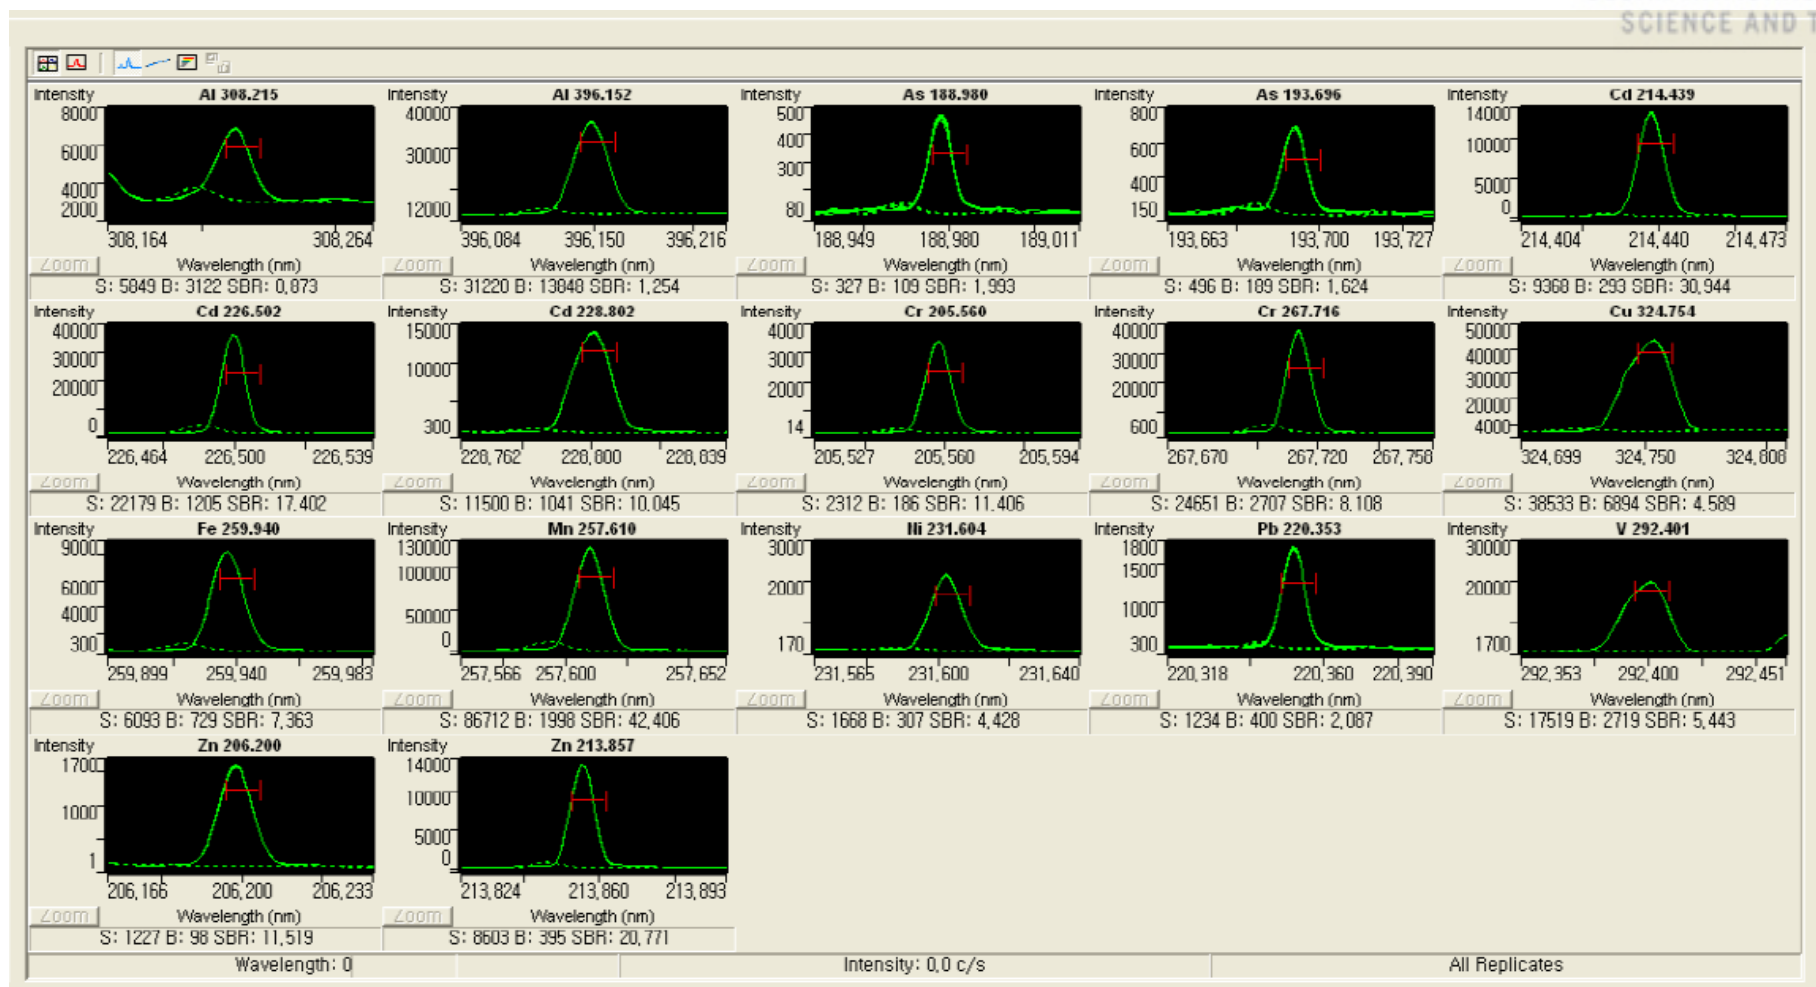 SCIENCE AND T
Intensity Al 308.215
8000
6000
4000
2000
308,164 308,264
Zoom Wavelength (nm)
S: 5849 B: 3122 SBR: 0,873
Intensity Al 396.152
40000
30000
12000
396,084 396,150 396,216
Zoom Wavelength (nm)
S: 31220 B: 13848 SBR: 1,254
Intensity As 188.980
500
400
300
80
188,949 188,980 189,011
Zoom Wavelength (nm)
S: 327 B: 109 SBR: 1,993
Intensity As 193.696
800
600
400
150
193,663 193,700 193,727
Zoom Wavelength (nm)
S: 496 B: 189 SBR: 1,624
Intensity Cd 214.439
14000
10000
5000
0
214,404 214,440 214,473
Zoom Wavelength (nm)
S: 9368 B: 293 SBR: 30,944
Intensity Cd 226.502
40000
30000
20000
0
226,464 226,500 226,539
Zoom Wavelength (nm)
S: 22179 B: 1205 SBR: 17,402
Intensity Cd 228.802
15000
10000
300
228,762 228,800 228,839
Zoom Wavelength (nm)
S: 11500 B: 1041 SBR: 10,045
Intensity Cr 205.560
4000
3000
2000
14
205,527 205,560 205,594
Zoom Wavelength (nm)
S: 2312 B: 186 SBR: 11,406
Intensity Cr 267.716
40000
30000
20000
600
267,670 267,720 267,758
Zoom Wavelength (nm)
S: 24651 B: 2707 SBR: 8,108
Intensity Cu 324.754
50000
40000
30000
20000
4000
324,699 324,750 324,808
Zoom Wavelength (nm)
S: 38533 B: 6894 SBR: 4,589
Intensity Fe 259.940
9000
6000
4000
300
259,899 259,940 259,983
Zoom Wavelength (nm)
S: 6093 B: 729 SBR: 7,363
Intensity Mn 257.610
130000
100000
50000
0
257,566 257,600 257,652
Zoom Wavelength (nm)
S: 86712 B: 1998 SBR: 42,406
Intensity Ni 231.604
3000
2000
170
231,565 231,600 231,640
Zoom Wavelength (nm)
S: 1668 B: 307 SBR: 4,428
Intensity Pb 220.353
1800
1500
1000
300
220,318 220,360 220,390
Zoom Wavelength (nm)
S: 1234 B: 400 SBR: 2,087
Intensity V 292.401
30000
20000
1700
292,353 292,400 292,451
Zoom Wavelength (nm)
S: 17519 B: 2719 SBR: 5,443
Intensity Zn 206.200
1700
1000
1
206,166 206,200 206,233
Zoom Wavelength (nm)
S: 1227 B: 98 SBR: 11,519
Intensity Zn 213.857
14000
10000
5000
0
213,824 213,860 213,893
Zoom Wavelength (nm)
S: 8603 B: 395 SBR: 20,771
Wavelength: 0 Intensity: 0,0 c/s All Replicates